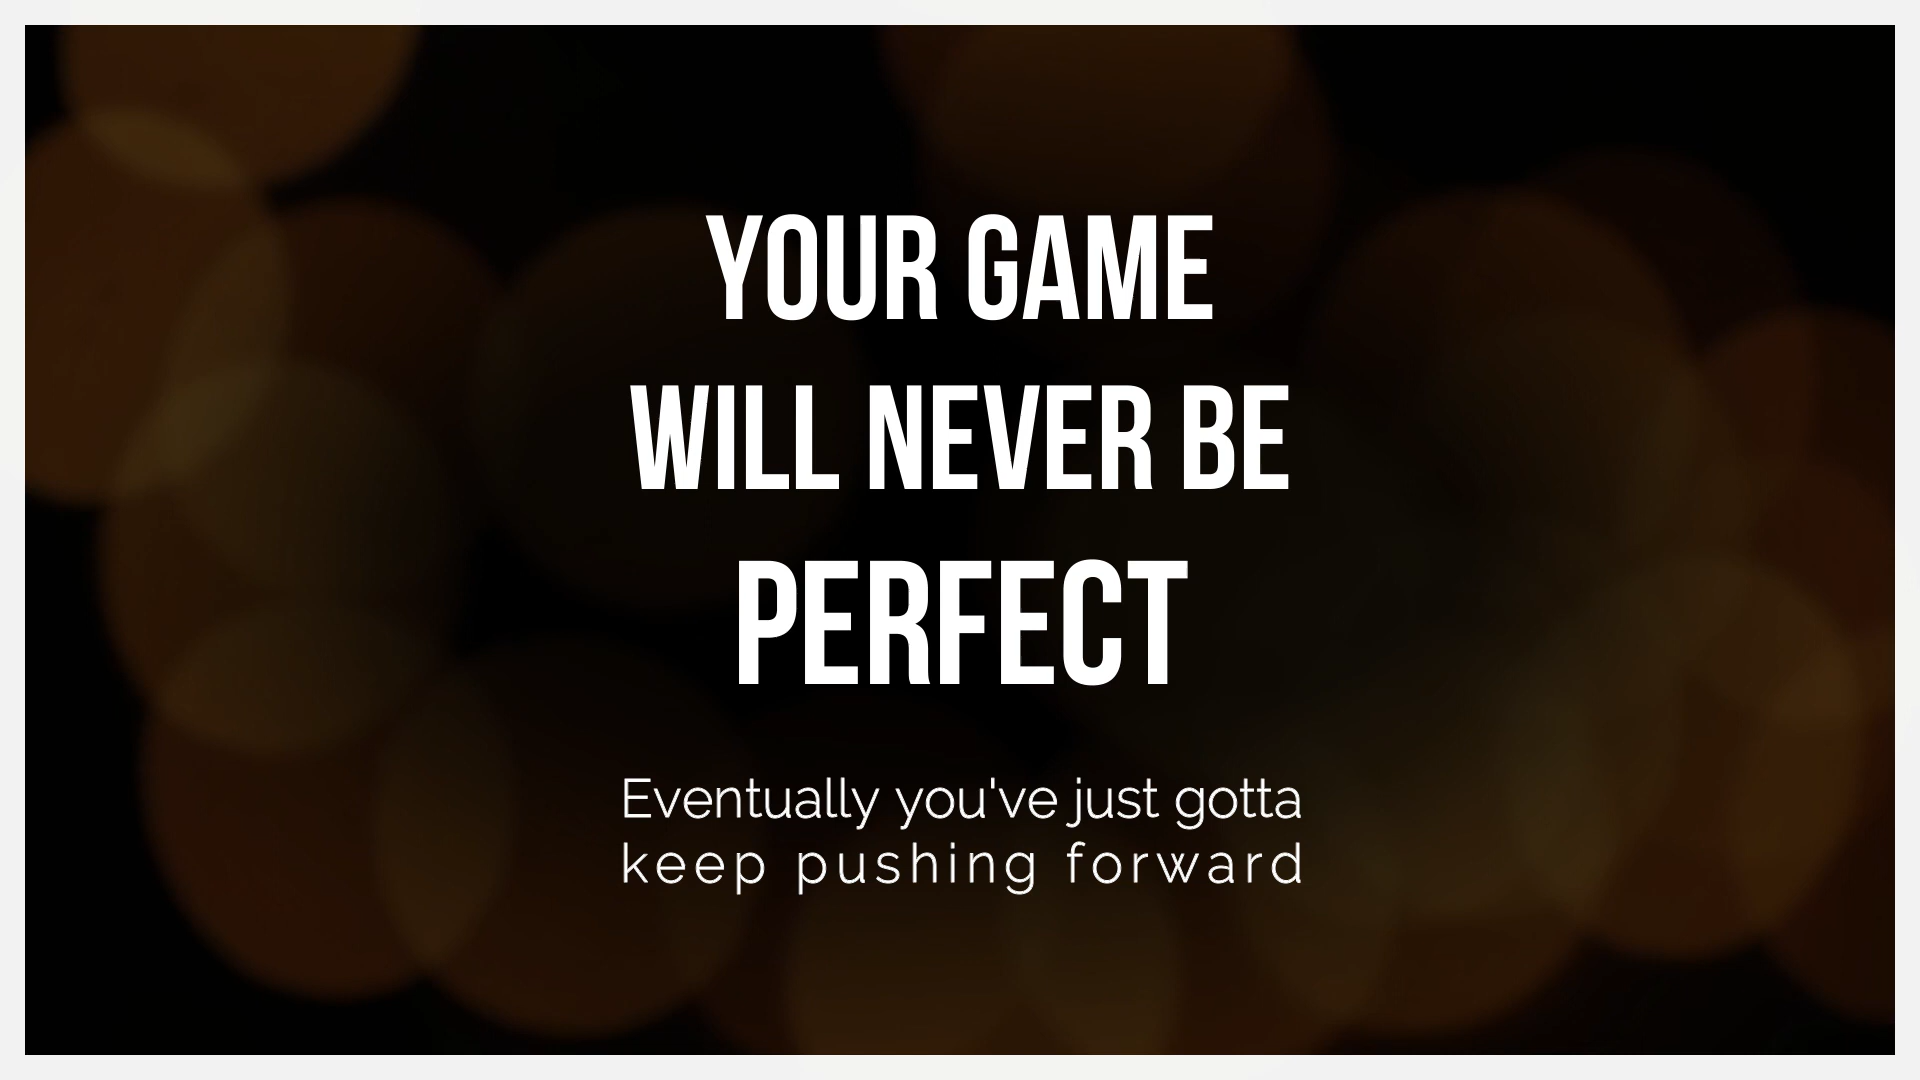 YOUR GAME
WILL NEVER BE
PERFECT
Eventually you've just gotta
keep pushing forward